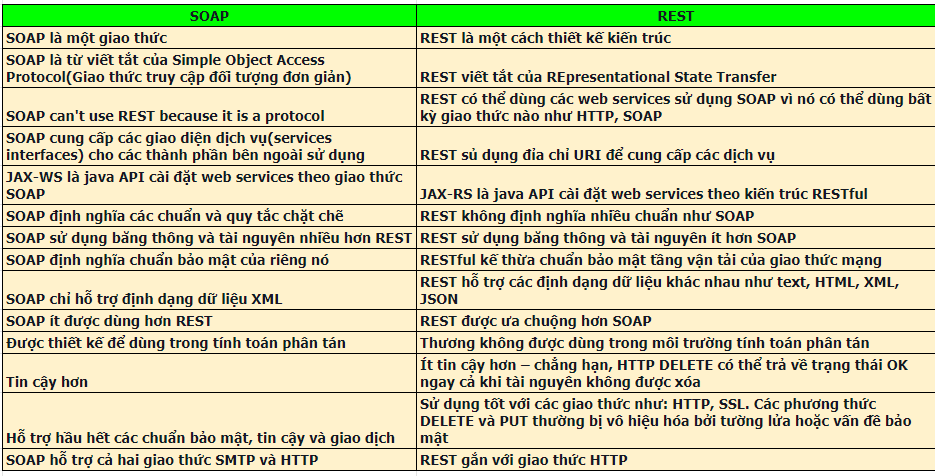 SOAP
REST
SOAP là một giao thức
REST là một cách thiết kế kiến trúc
SOAP là từ viết tắt của Simple Object Access
Protocol(Giao thức truy cập đối tượng đơn giản)
REST viết tắt của REpresentational State Transfer
SOAP can't use REST because it is a protocol
REST có thể dùng các web services sử dụng SOAP vì nó có thể dùng bất
kỳ giao thức nào như HTTP, SOAP
SOAP cung cấp các giao diện dịch vụ(services
interfaces) cho các thành phần bên ngoài sử dụng
REST sủ dụng đia chỉ URI để cung cấp các dịch vụ
JAX-WS là java API cài đặt web services theo giao thức
SOAP
JAX-RS là java API cài đặt web services theo kiến trúc RESTful
SOAP định nghĩa các chuẩn và quy tắc chặt chẽ
REST không định nghĩa nhiều chuẩn như SOAP
SOAP sử dụng băng thông và tài nguyên nhiều hơn REST
REST sử dụng băng thông và tài nguyên ít hơn SOAP
SOAP định nghĩa chuẩn bảo mật của riêng nó
RESTful kế thừa chuẩn bảo mật tầng vận tải của giao thức mạng
SOAP chỉ hỗ trợ định dạng dữ liệu XML
REST hỗ trợ các định dạng dữ liệu khác nhau như text, HTML, XML,
JSON
SOAP ít được dùng hơn REST
REST được ưa chuộng hơn SOAP
Được thiết kế để dùng trong tính toán phân tán
Thương không được dùng trong môi trường tính toán phân tán
Tin cậy hơn
Ít tin cậy hơn – chẳng hạn, HTTP DELETE có thể trả về trạng thái OK
ngay cả khi tài nguyên không được xóa
Hỗ trợ hầu hết các chuẩn bảo mật, tin cậy và giao dịch
Sử dụng tốt với các giao thức như: HTTP, SSL. Các phương thức
DELETE và PUT thường bị vô hiệu hóa bởi tường lửa hoặc vấn đề bảo
mật
SOAP hỗ trợ cả hai giao thức SMTP và HTTP
REST gắn với giao thức HTTP